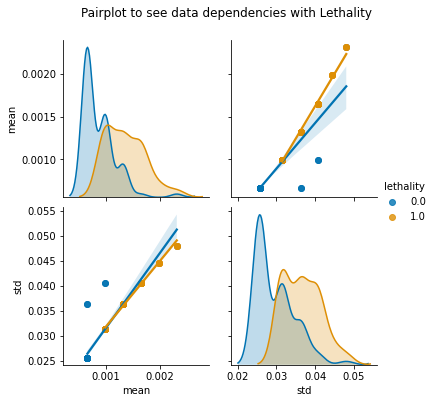 Pairplot to see data dependencies with Lethality
0.0020
0.0015
0.0010
mean
lethality
0.0
1.0
0.055
0.050
0.045
0.040
0.035
0.030
0.025
std
0.001 0.002
mean
0.02 0.03 0.04 0.05
std